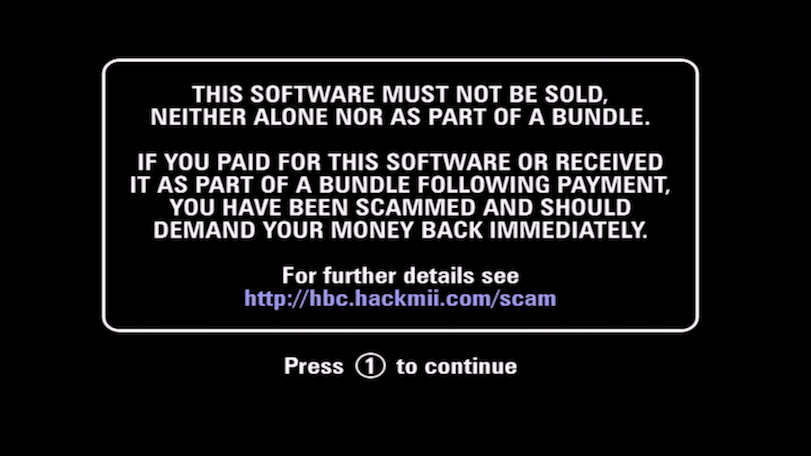 THIS SOFTWARE MUST NOT BE SOLD,
NEITHER ALONE NOR AS PART OF A BUNDLE.
IF YOU PAID FOR THIS SOFTWARE OR RECEIVED
IT AS PART OF A BUNDLE FOLLOWING PAYMENT,
YOU HAVE BEEN SCAMMED AND SHOULD
DEMAND YOUR MONEY BACK IMMEDIATELY.
For further details see
http://hbc.hackmii.com/scam
Press 1 to continue